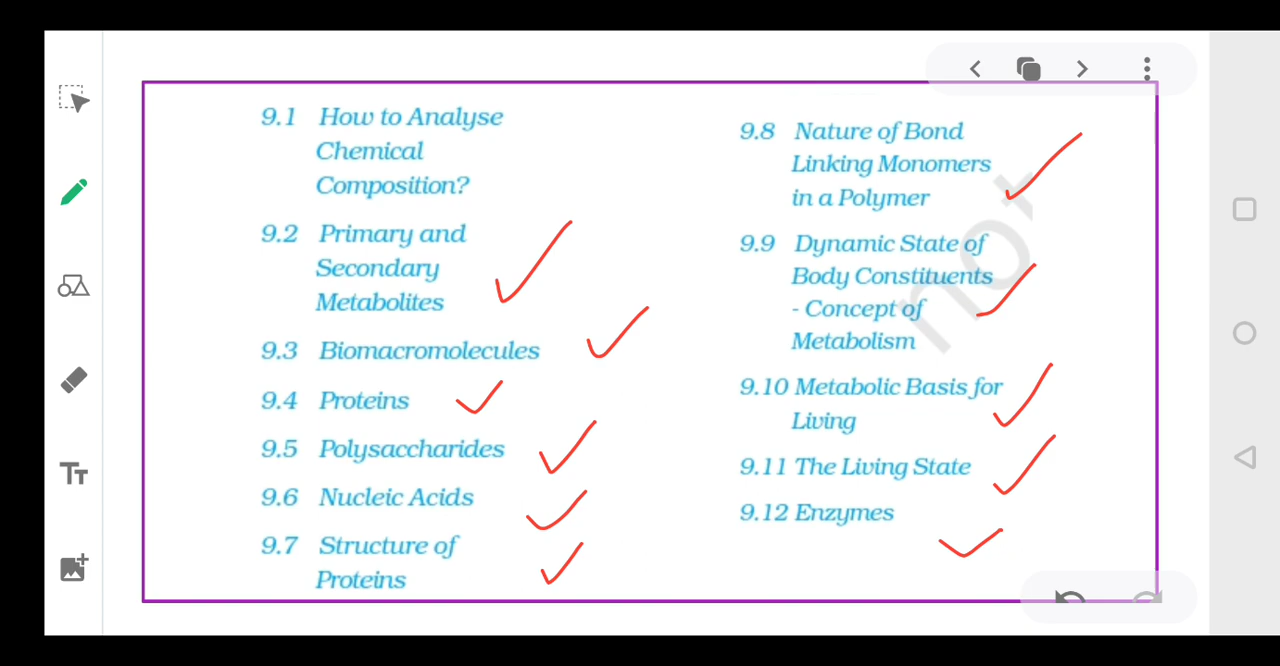 9.1 How to Analyse
Chemical
Composition?
9.2 Primary and
Secondary
Metabolites
9.3 Biomacromolecules
9.4 Proteins
9.5 Polysaccharides
9.6 Nucleic Acids
9.7 Structure of
Proteins
9.8 Nature of Bond
Linking Monomers
in a Polymer
9.9 Dynamic State of
Body Constituents
- Concept of
Metabolism
9.10 Metabolic Basis for
Living
9.11 The Living State
9.12 Enzymes
not
TT